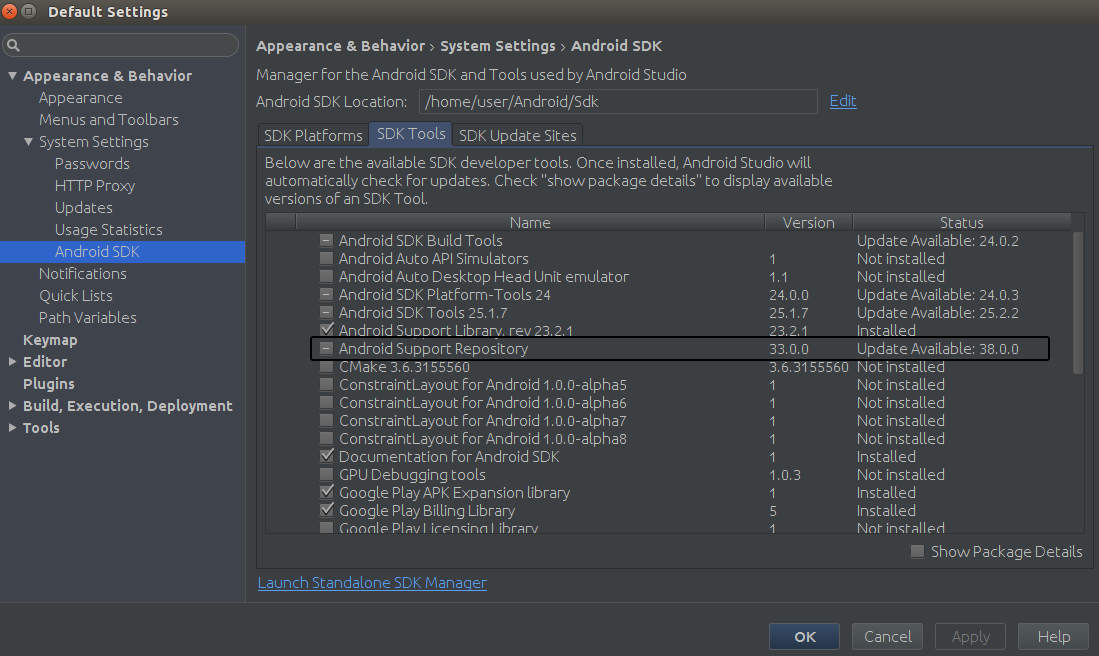 Default Settings
Appearance & Behavior
Appearance
Menus and Toolbars
System Settings
Passwords
HTTP Proxy
Updates
Usage Statistics
Android SDK
Notifications
Quick Lists
Path Variables
Keymap
Editor
Plugins
Build, Execution, Deployment
Tools
Appearance & Behavior › System Settings › Android SDK
Manager for the Android SDK and Tools used by Android Studio
Android SDK Location: /home/user/Android/Sdk Edit
SDK Platforms SDK Tools SDK Update Sites
Below are the available SDK developer tools. Once installed, Android Studio will
automatically check for updates. Check "show package details" to display available
versions of an SDK Tool.
Name Version Status
Android SDK Build Tools Update Available: 24.0.2
Android Auto API Simulators 1 Not installed
Android Auto Desktop Head Unit emulator 1.1 Not installed
Android SDK Platform-Tools 24 24.0.0 Update Available: 24.0.3
Android SDK Tools 25.1.7 25.1.7 Update Available: 25.2.2
Android Support Library, rev 23.2.1 23.2.1 Installed
Android Support Repository 33.0.0 Update Available: 38.0.0
CMake 3.6.3155560 3.6.3155560 Not installed
ConstraintLayout for Android 1.0.0-alpha5 1 Not installed
ConstraintLayout for Android 1.0.0-alpha6 1 Not installed
ConstraintLayout for Android 1.0.0-alpha7 1 Not installed
ConstraintLayout for Android 1.0.0-alpha8 1 Not installed
Documentation for Android SDK 1 Installed
GPU Debugging tools 1.0.3 Not installed
Google Play APK Expansion library 1 Installed
Google Play Billing Library 5 Installed
Google Play Licensing Library 1 Not installed
Show Package Details
Launch Standalone SDK Manager
OK Cancel Apply Help